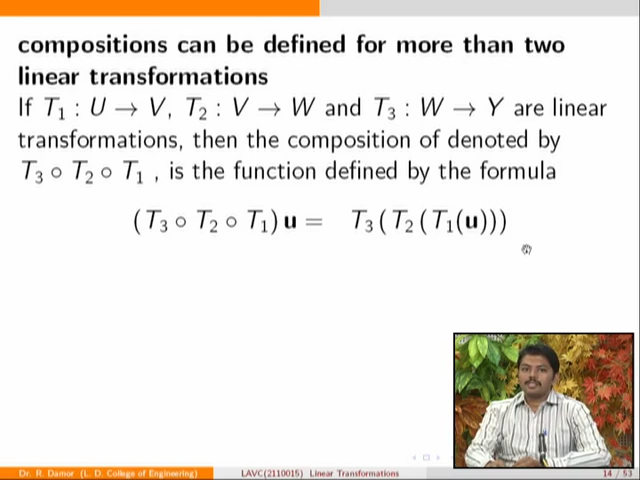 compositions can be defined for more than two
linear transformations
If T₁ : U → V, T₂ : V → W and T₃ : W → Y are linear
transformations, then the composition of denoted by
T₃ ∘ T₂ ∘ T₁ , is the function defined by the formula
(T₃ ∘ T₂ ∘ T₁) u = T₃ (T₂ (T₁(u)))
Dr. R. Damor (L. D. College of Engineering) LAVC(2110015) Linear Transformations 14 / 53